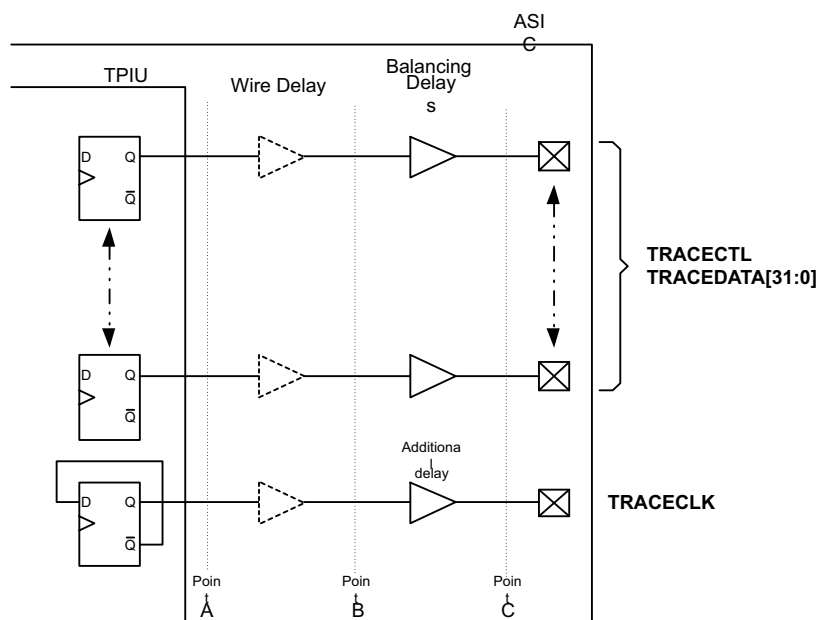 ASI
C
TPIU
Wire Delay
Balancing
Delay
s
D Q
Q
TRACECTL
TRACEDATA[31:0]
D Q
Q
Additiona
l
delay
D Q
Q
TRACECLK
Poin
t
A
Poin
t
B
Poin
t
C